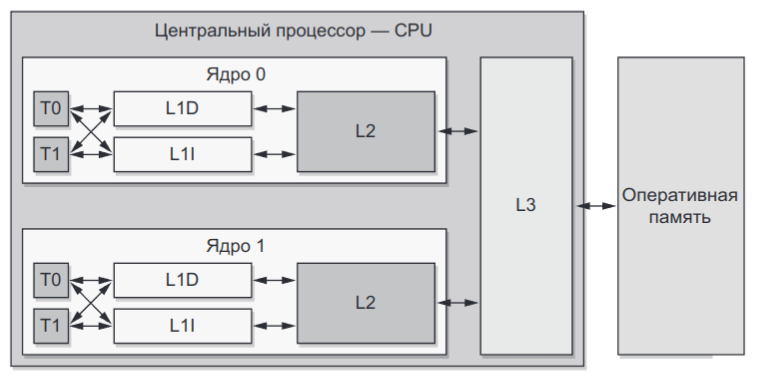 Центральный процессор — CPU
Ядро 0
T0
L1D
T1
L1I
L2
Ядро 1
T0
L1D
T1
L1I
L2
L3
Оперативная
память